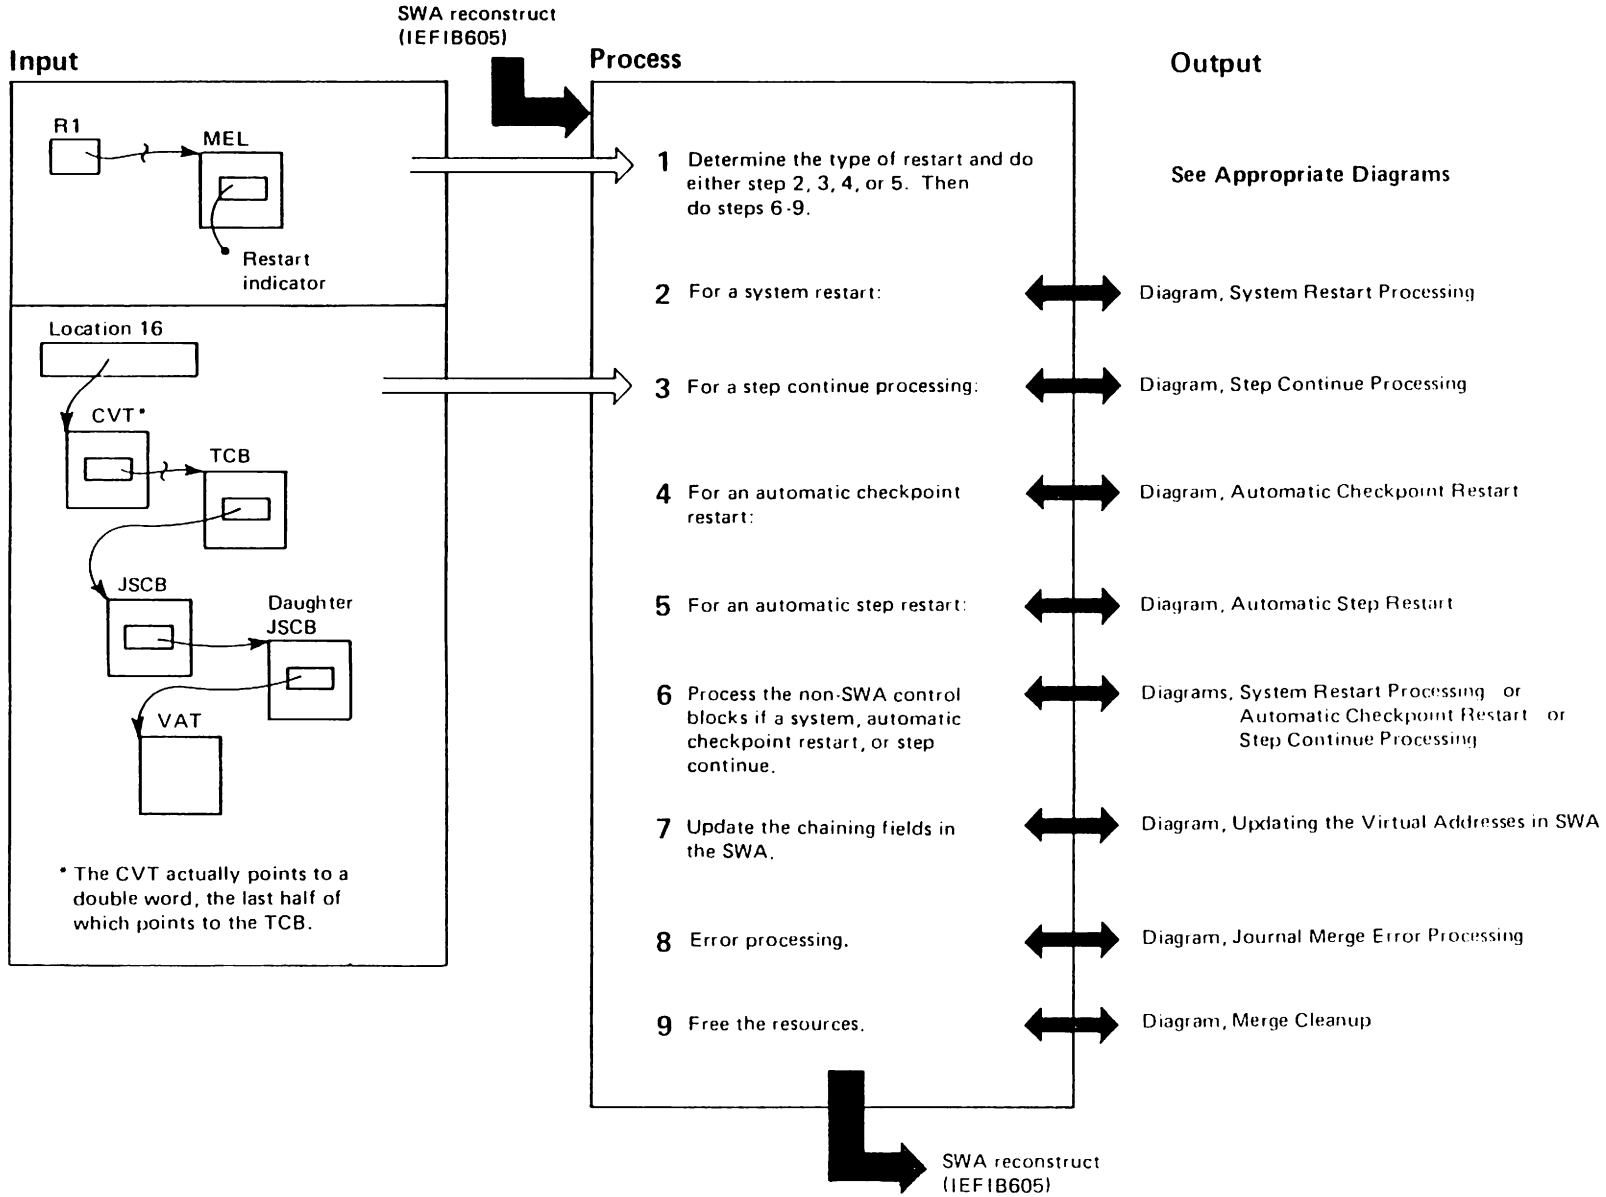 SWA reconstruct
(IEFIB605)
Input
Process
Output
R1
MEL
Restart
indicator
Location 16
CVT*
TCB
JSCB
Daughter
JSCB
VAT
* The CVT actually points to a
double word, the last half of
which points to the TCB.
1 Determine the type of restart and do
either step 2, 3, 4, or 5. Then
do steps 6-9.
See Appropriate Diagrams
2 For a system restart:
Diagram, System Restart Processing
3 For a step continue processing:
Diagram, Step Continue Processing
4 For an automatic checkpoint
restart:
Diagram, Automatic Checkpoint Restart
5 For an automatic step restart:
Diagram, Automatic Step Restart
6 Process the non-SWA control
blocks if a system, automatic
checkpoint restart, or step
continue.
Diagrams, System Restart Processing or
Automatic Checkpoint Restart or
Step Continue Processing
7 Update the chaining fields in
the SWA.
Diagram, Updating the Virtual Addresses in SWA
8 Error processing.
Diagram, Journal Merge Error Processing
9 Free the resources.
Diagram, Merge Cleanup
SWA reconstruct
(IEFIB605)